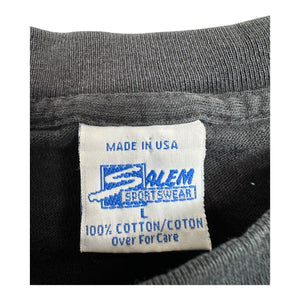 MADE IN USA
SALEM
SPORTSWEAR
L
100% COTTON/COTON
Over For Care